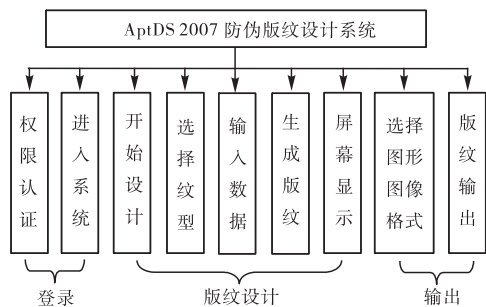 AptDS 2007 防伪版纹设计系统
权限认证
进入系统
开始设计
选择纹型
输入数据
生成版纹
屏幕显示
选择图形图像格式
版纹输出
登录
版纹设计
输出